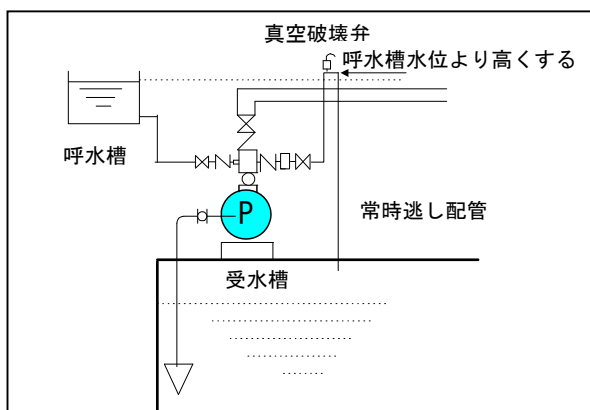 真空破壊弁
呼水槽水位より高くする
呼水槽
P
常時逃し配管
受水槽